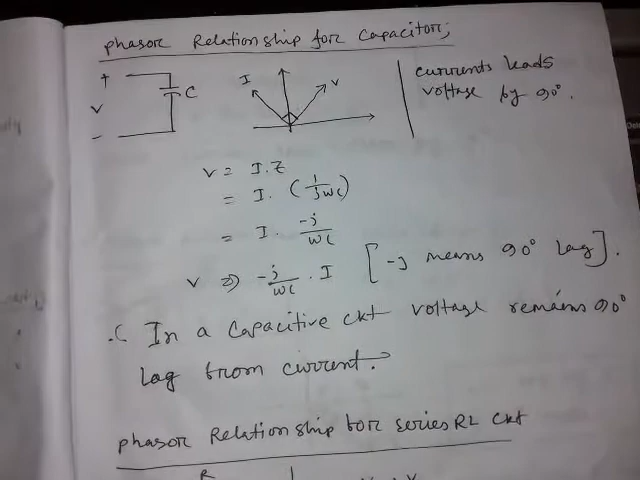 phasor Relationship for Capacitor;
+
V
-
C
I
V
currents leads
voltage by 90°.
V = I.Z
= I. (1/jwc)
= I. -j/wc
V => -j/wc . I [-j means 90° lag].
.( In a capacitive ckt voltage remains 90°
Lag from current.
phasor Relationship for series RL ckt
R